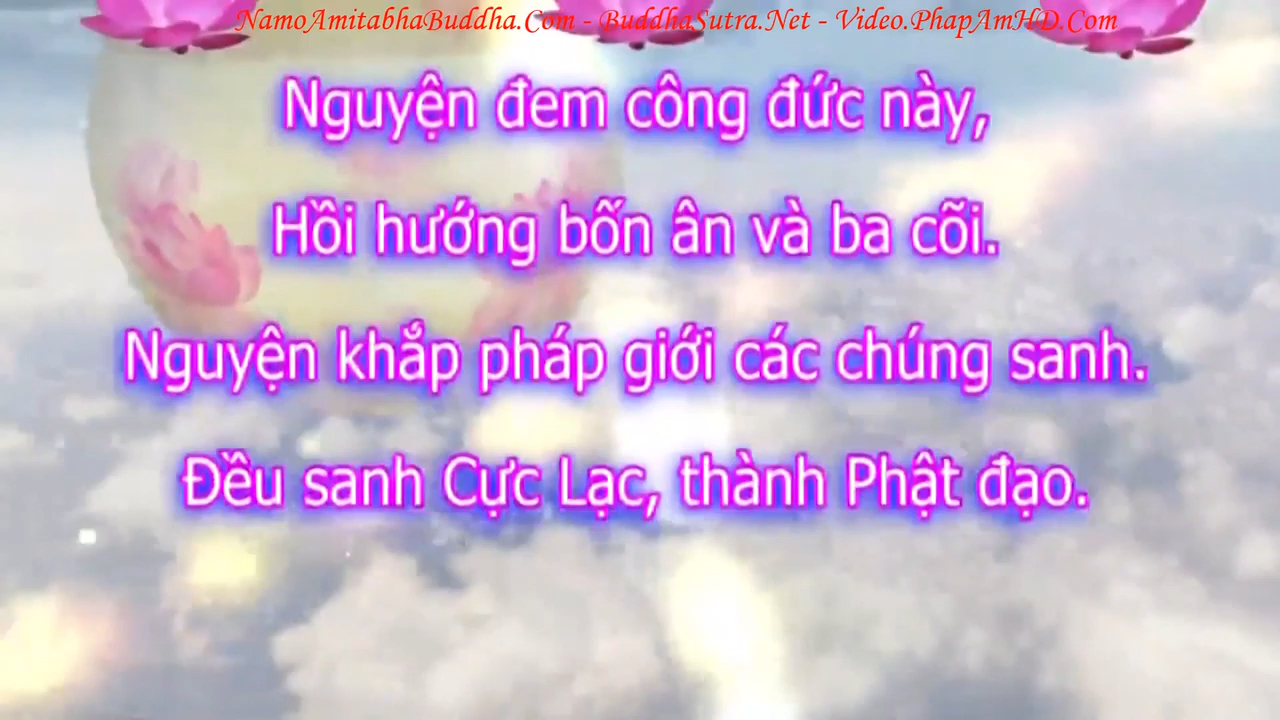 NamoAmitabhaBuddha.Com - BuddhaSutra.Net - Video.PhapAmHD.Com
Nguyện đem công đức này,
Hồi hướng bốn ân và ba cõi.
Nguyện khắp pháp giới các chúng sanh.
Đều sanh Cực Lạc, thành Phật đạo.